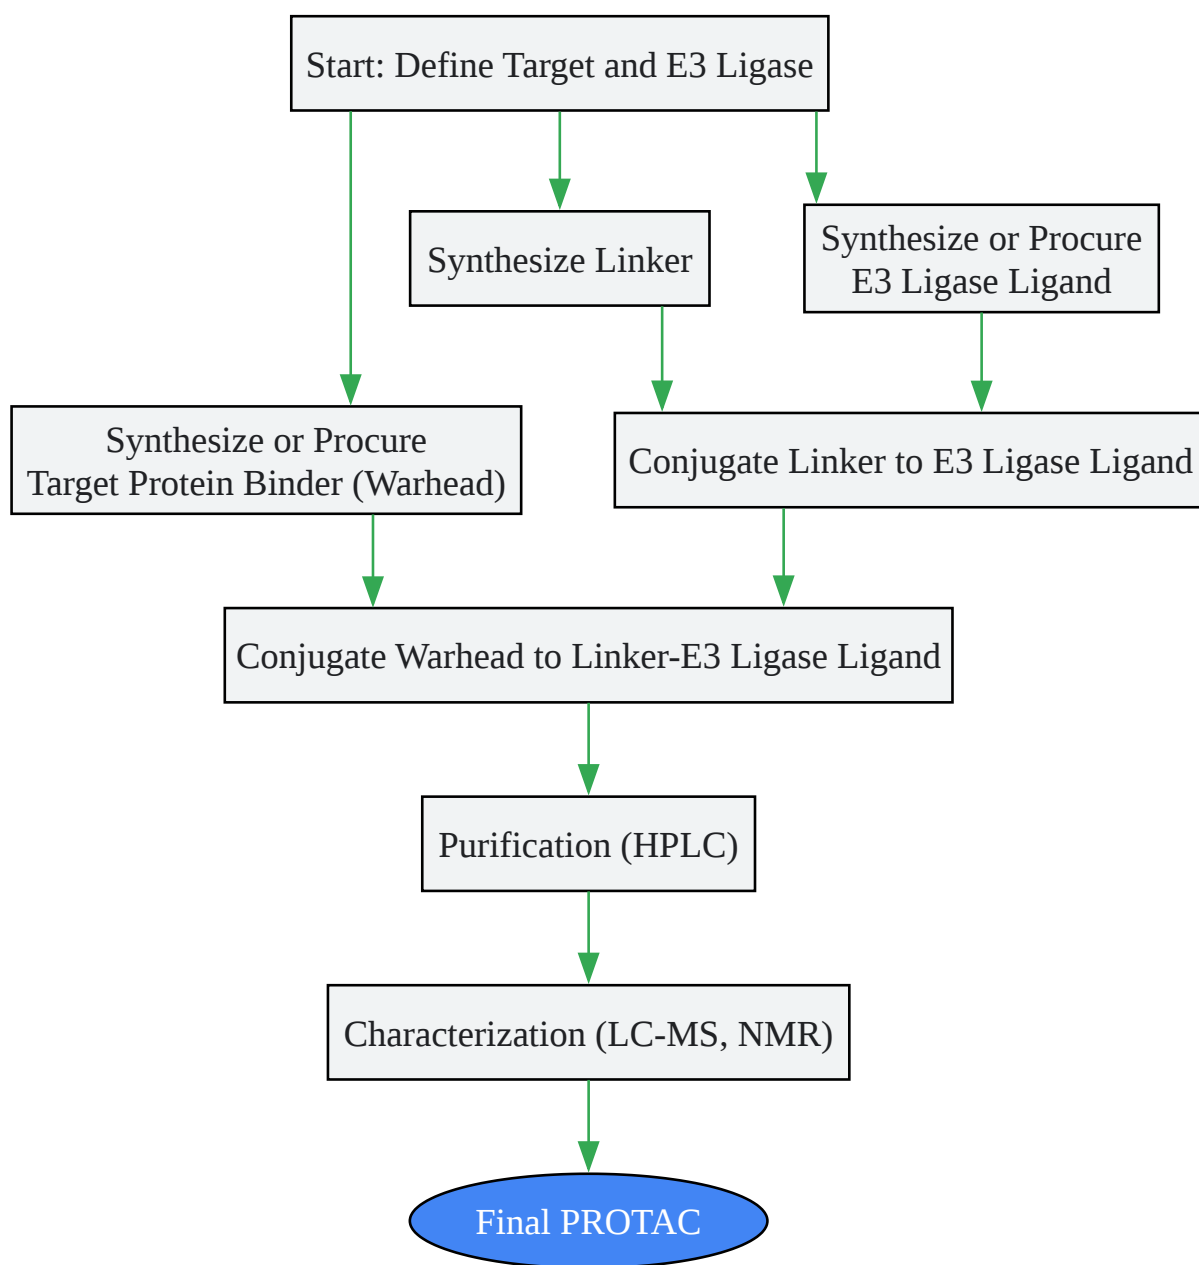 Start: Define Target and E3 Ligase
Synthesize Linker
Synthesize or Procure
E3 Ligase Ligand
Synthesize or Procure
Target Protein Binder (Warhead)
Conjugate Linker to E3 Ligase Ligand
Conjugate Warhead to Linker-E3 Ligase Ligand
Purification (HPLC)
Characterization (LC-MS, NMR)
Final PROTAC